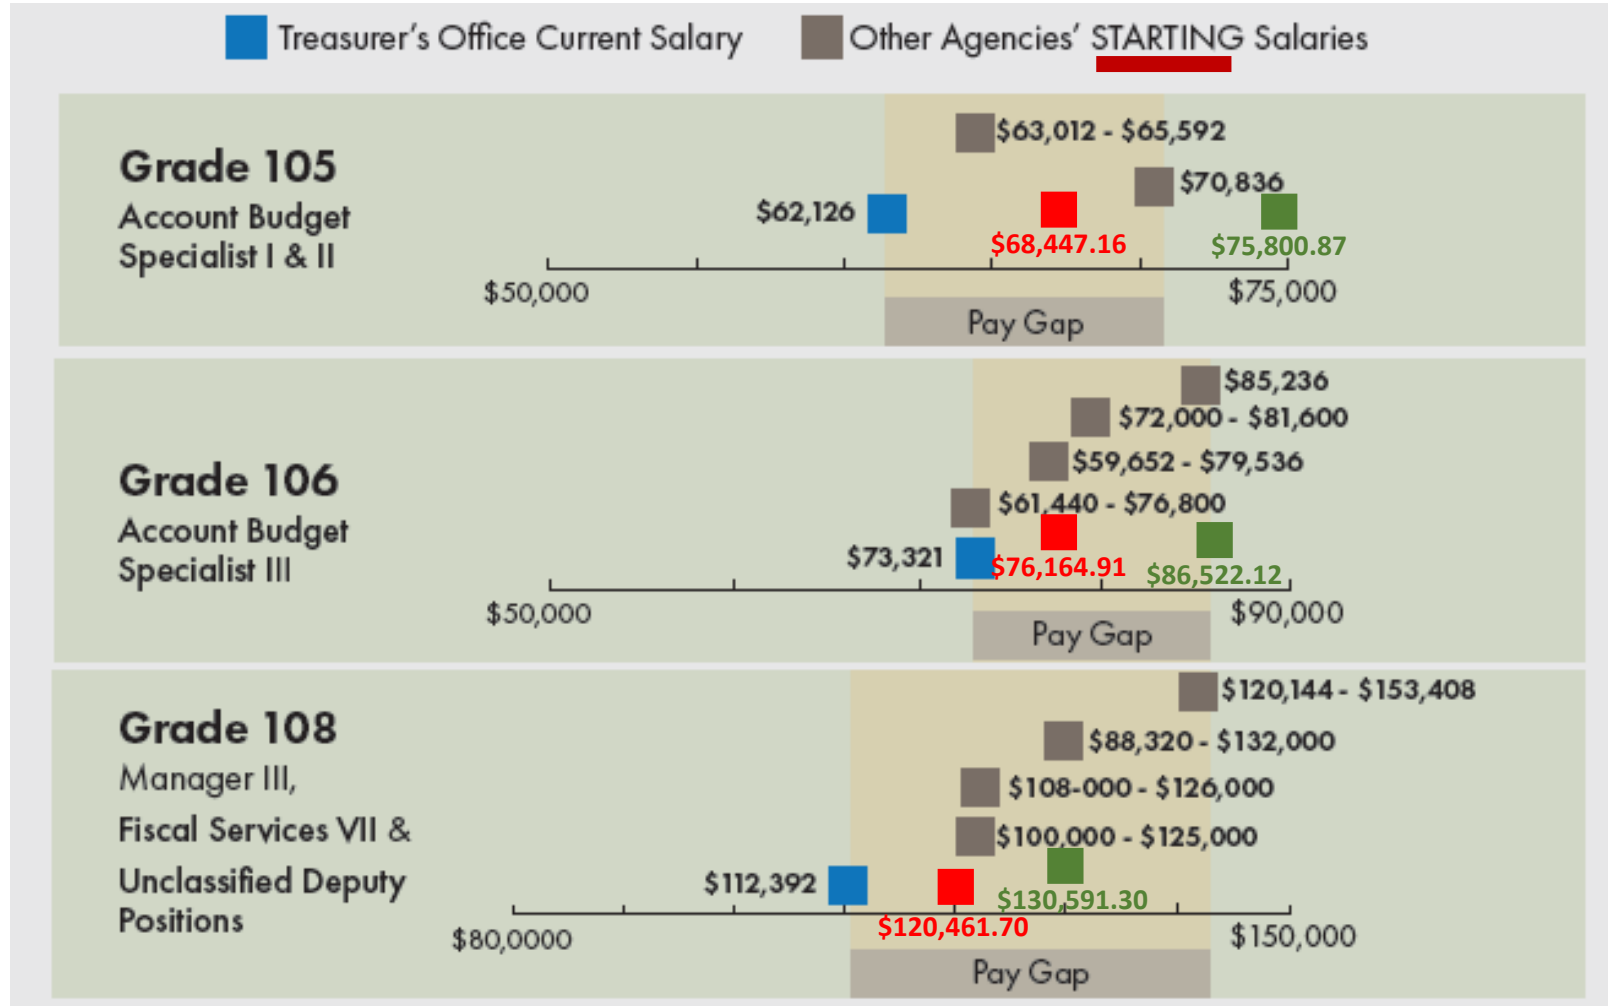 Treasurer's Office Current Salary
Other Agencies' STARTING Salaries
Grade 105
Account Budget
Specialist I & II
$63,012 - $65,592
$70,836
$62,126
$68,447.16
$75,800.87
$50,000
$75,000
Pay Gap
Grade 106
Account Budget
Specialist III
$85,236
$72,000 - $81,600
$59,652 - $79,536
$61,440 - $76,800
$73,321
$76,164.91
$86,522.12
$50,000
$90,000
Pay Gap
Grade 108
Manager III,
Fiscal Services VII &
Unclassified Deputy
Positions
$120,144 - $153,408
$88,320 - $132,000
$108-000 - $126,000
$100,000 - $125,000
$112,392
$130,591.30
$120,461.70
$80,0000
$150,000
Pay Gap